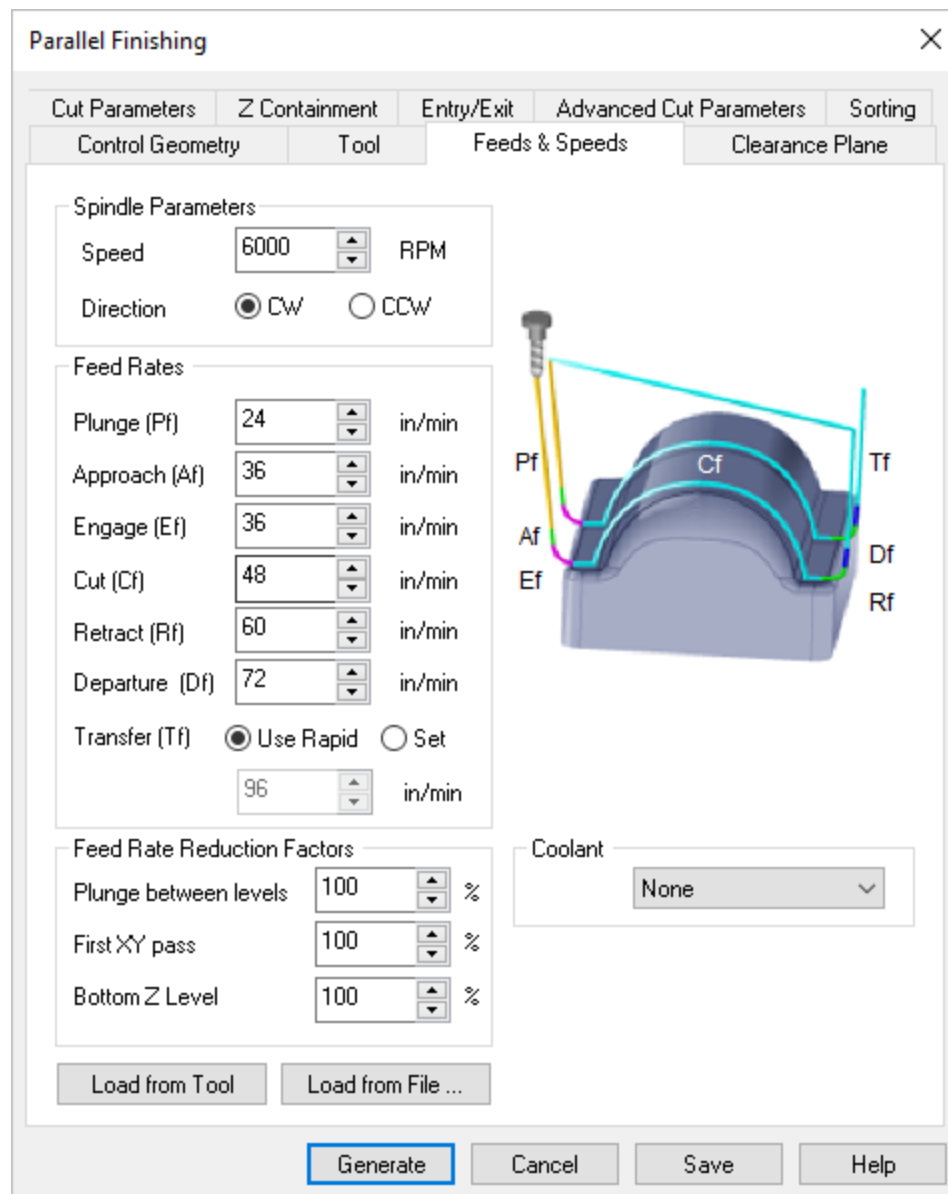 Parallel Finishing
Cut Parameters Z Containment Entry/Exit Advanced Cut Parameters Sorting
Control Geometry Tool Feeds & Speeds Clearance Plane
Spindle Parameters
Speed 6000 RPM
Direction CW CCW
Feed Rates
Plunge (Pf) 24 in/min
Approach (Af) 36 in/min
Engage (Ef) 36 in/min
Cut (Cf) 48 in/min
Retract (Rf) 60 in/min
Departure (Df) 72 in/min
Transfer (Tf) Use Rapid Set
96 in/min
Pf Cf Tf
Af Df
Ef Rf
Feed Rate Reduction Factors
Plunge between levels 100 %
First XY pass 100 %
Bottom Z Level 100 %
Coolant
None
Load from Tool Load from File ...
Generate Cancel Save Help